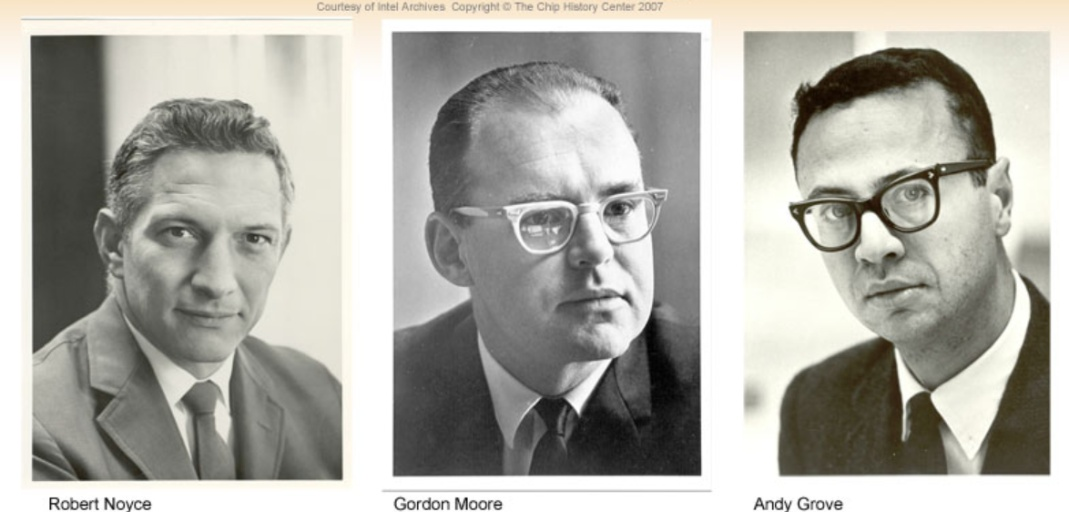 Courtesy of Intel Archives Copyright © The Chip History Center 2007
Robert Noyce
Gordon Moore
Andy Grove